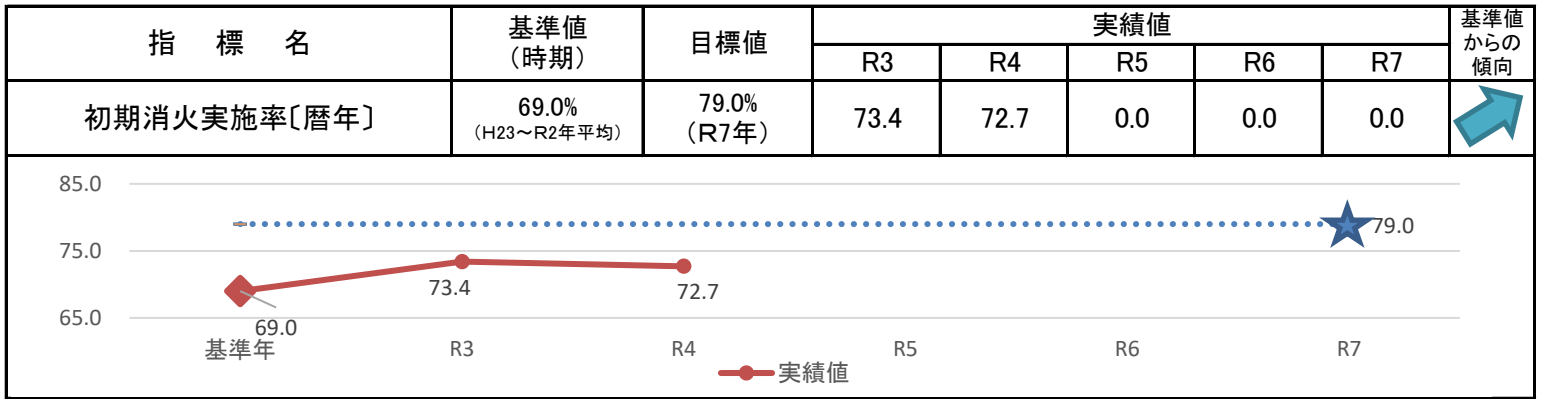 指 標 名
基準値
（時期）
目標値
実績値
基準値
からの
傾向
R3 R4 R5 R6 R7
初期消火実施率〔暦年〕
69.0%
（H23～R2年平均）
79.0%
（R7年）
73.4 72.7 0.0 0.0 0.0
85.0
79.0
75.0
73.4
72.7
69.0
65.0
基準年 R3 R4 R5 R6 R7
実績値